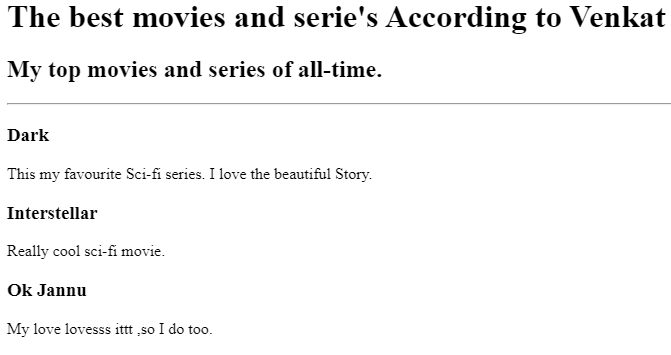 The best movies and serie's According to Venkat
My top movies and series of all-time.
Dark
This my favourite Sci-fi series. I love the beautiful Story.
Interstellar
Really cool sci-fi movie.
Ok Jannu
My love lovesss ittt ,so I do too.